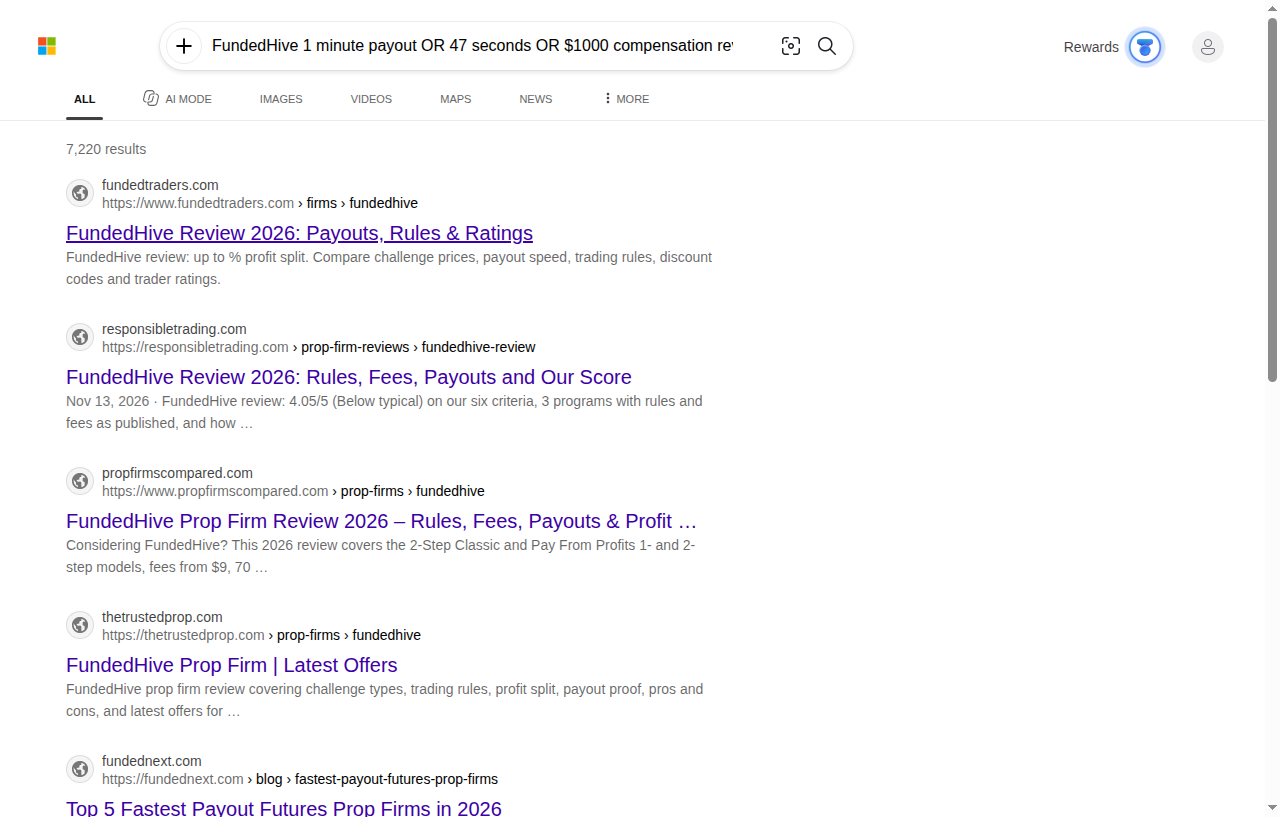 FundedHive 1 minute payout OR 47 seconds OR $1000 compensation re
Rewards
ALL
AI MODE
IMAGES
VIDEOS
MAPS
NEWS
MORE
7,220 results
fundedtraders.com
https://www.fundedtraders.com › firms › fundedhive
FundedHive Review 2026: Payouts, Rules & Ratings
FundedHive review: up to % profit split. Compare challenge prices, payout speed, trading rules, discount
codes and trader ratings.
responsibletrading.com
https://responsibletrading.com › prop-firm-reviews › fundedhive-review
FundedHive Review 2026: Rules, Fees, Payouts and Our Score
Nov 13, 2026 · FundedHive review: 4.05/5 (Below typical) on our six criteria, 3 programs with rules and
fees as published, and how …
propfirmscompared.com
https://www.propfirmscompared.com › prop-firms › fundedhive
FundedHive Prop Firm Review 2026 – Rules, Fees, Payouts & Profit …
Considering FundedHive? This 2026 review covers the 2-Step Classic and Pay From Profits 1- and 2-
step models, fees from $9, 70 …
thetrustedprop.com
https://thetrustedprop.com › prop-firms › fundedhive
FundedHive Prop Firm | Latest Offers
FundedHive prop firm review covering challenge types, trading rules, profit split, payout proof, pros and
cons, and latest offers for …
fundednext.com
https://fundednext.com › blog › fastest-payout-futures-prop-firms
Top 5 Fastest Payout Futures Prop Firms in 2026